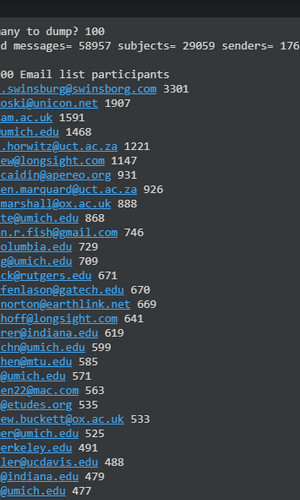 any to dump? 100
d messages= 58957 subjects= 29059 senders= 176
00 Email list participants
.swinsburg@swinsborg.com 3301
oski@unicon.net 1907
am.ac.uk 1591
umich.edu 1468
.horwitz@uct.ac.za 1221
ew@longsight.com 1147
caidin@apereo.org 931
en.marquard@uct.ac.za 926
marshall@ox.ac.uk 888
te@umich.edu 868
n.r.fish@gmail.com 746
olumbia.edu 729
g@umich.edu 709
ck@rutgers.edu 671
fenlason@gatech.edu 670
norton@earthlink.net 669
hoff@longsight.com 641
rer@indiana.edu 619
chn@umich.edu 599
hen@mtu.edu 585
@umich.edu 571
en22@mac.com 563
@etudes.org 535
ew.buckett@ox.ac.uk 533
er@umich.edu 525
erkeley.edu 491
ler@ucdavis.edu 488
@indiana.edu 479
@umich.edu 477